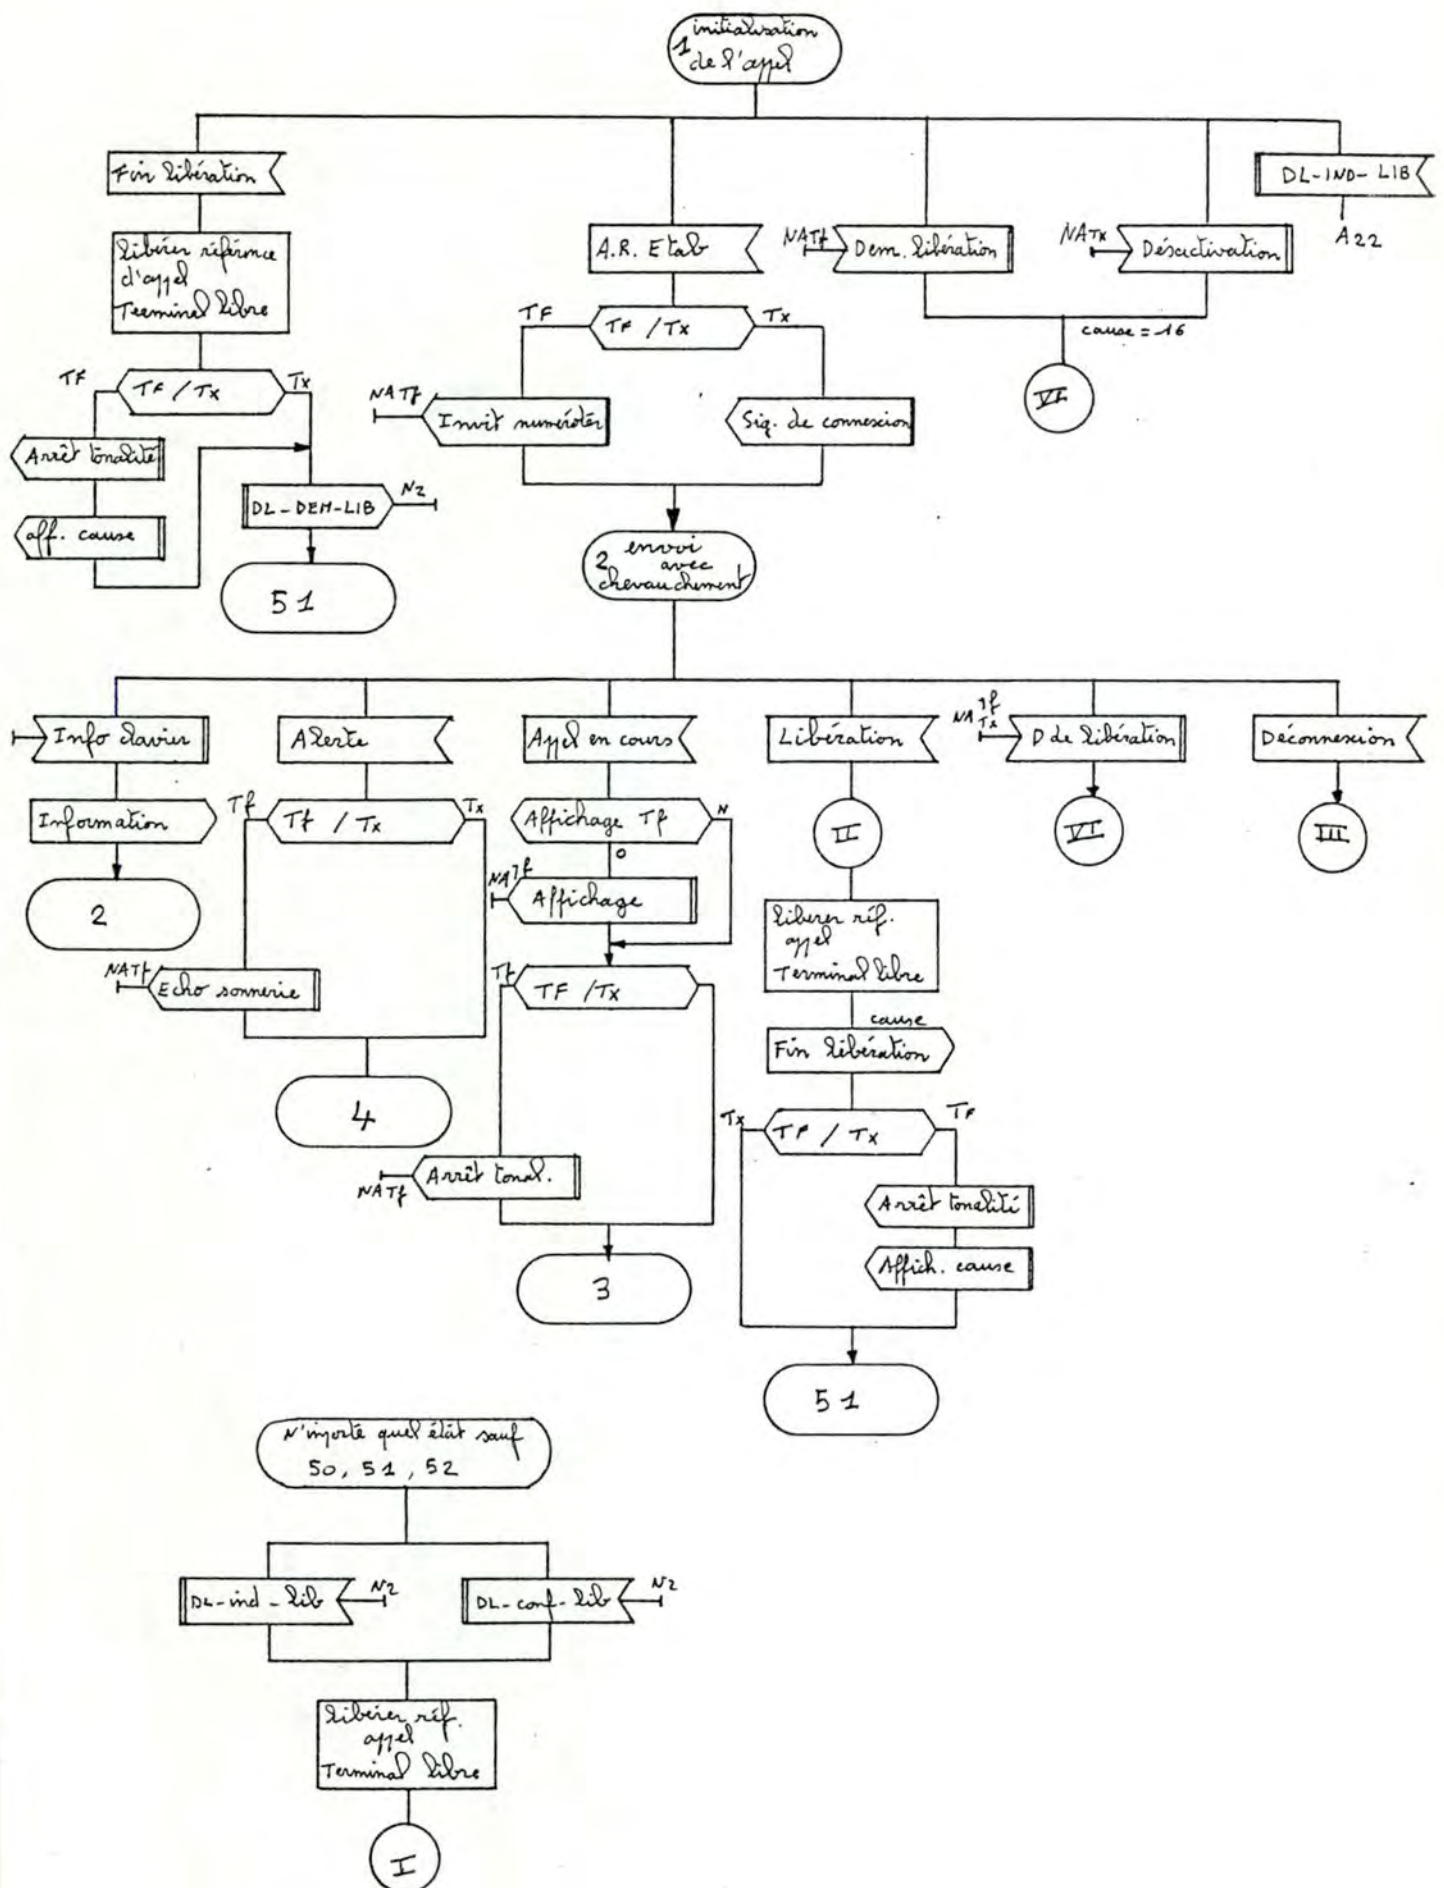 initialisation
1
de l'appel
Fin libération
DL-IND-LIB
A22
libérer référence
d'appel
Terminal libre
A.R. Etab
NATf
Dem. libération
NATx
Désactivation
cause = 16
VI
TF
TF / Tx
Tx
TF
TF / Tx
Tx
NATf
Invit numéroter
Sig. de connexion
Arrêt tonalité
aff. cause
DL-DEM-LIB
N2
51
2
envoi
avec
chevauchement
Info clavier
Alerte
Appel en cours
Libération
NA Tf
Tx
D de libération
Déconnexion
Information
Tf
Tf / Tx
Tx
Affichage Tf
N
O
II
VI
III
2
NATf
Affichage
libérer réf.
appel
Terminal libre
NATf
Echo sonnerie
Tf
TF / Tx
cause
Fin libération
4
Tx
TF / Tx
TF
NATf
Arrêt tonal.
Arrêt tonalité
Affich. cause
3
51
N'importe quel état sauf
50, 51, 52
DL-ind-lib
N2
DL-conf-lib
N2
libérer réf.
appel
Terminal libre
I